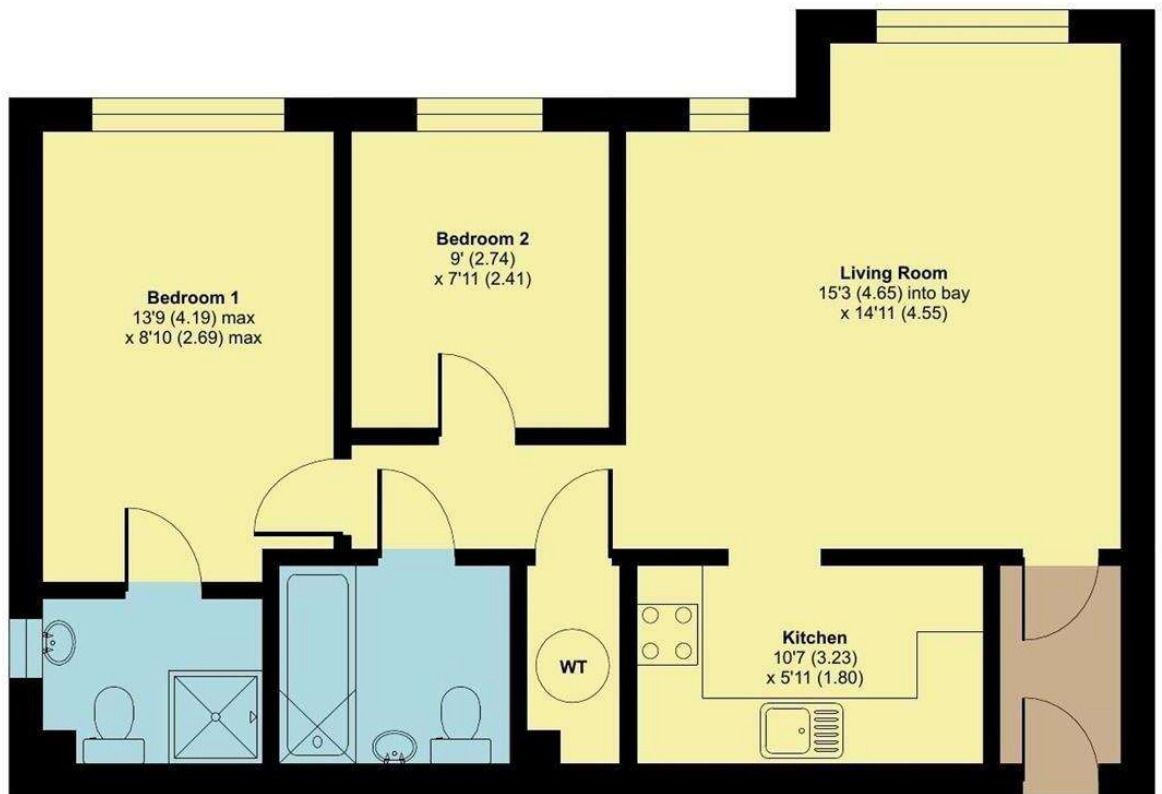 Bedroom 1
13'9 (4.19) max
x 8'10 (2.69) max
Bedroom 2
9' (2.74)
x 7'11 (2.41)
Living Room
15'3 (4.65) into bay
x 14'11 (4.55)
Kitchen
10'7 (3.23)
x 5'11 (1.80)
WT